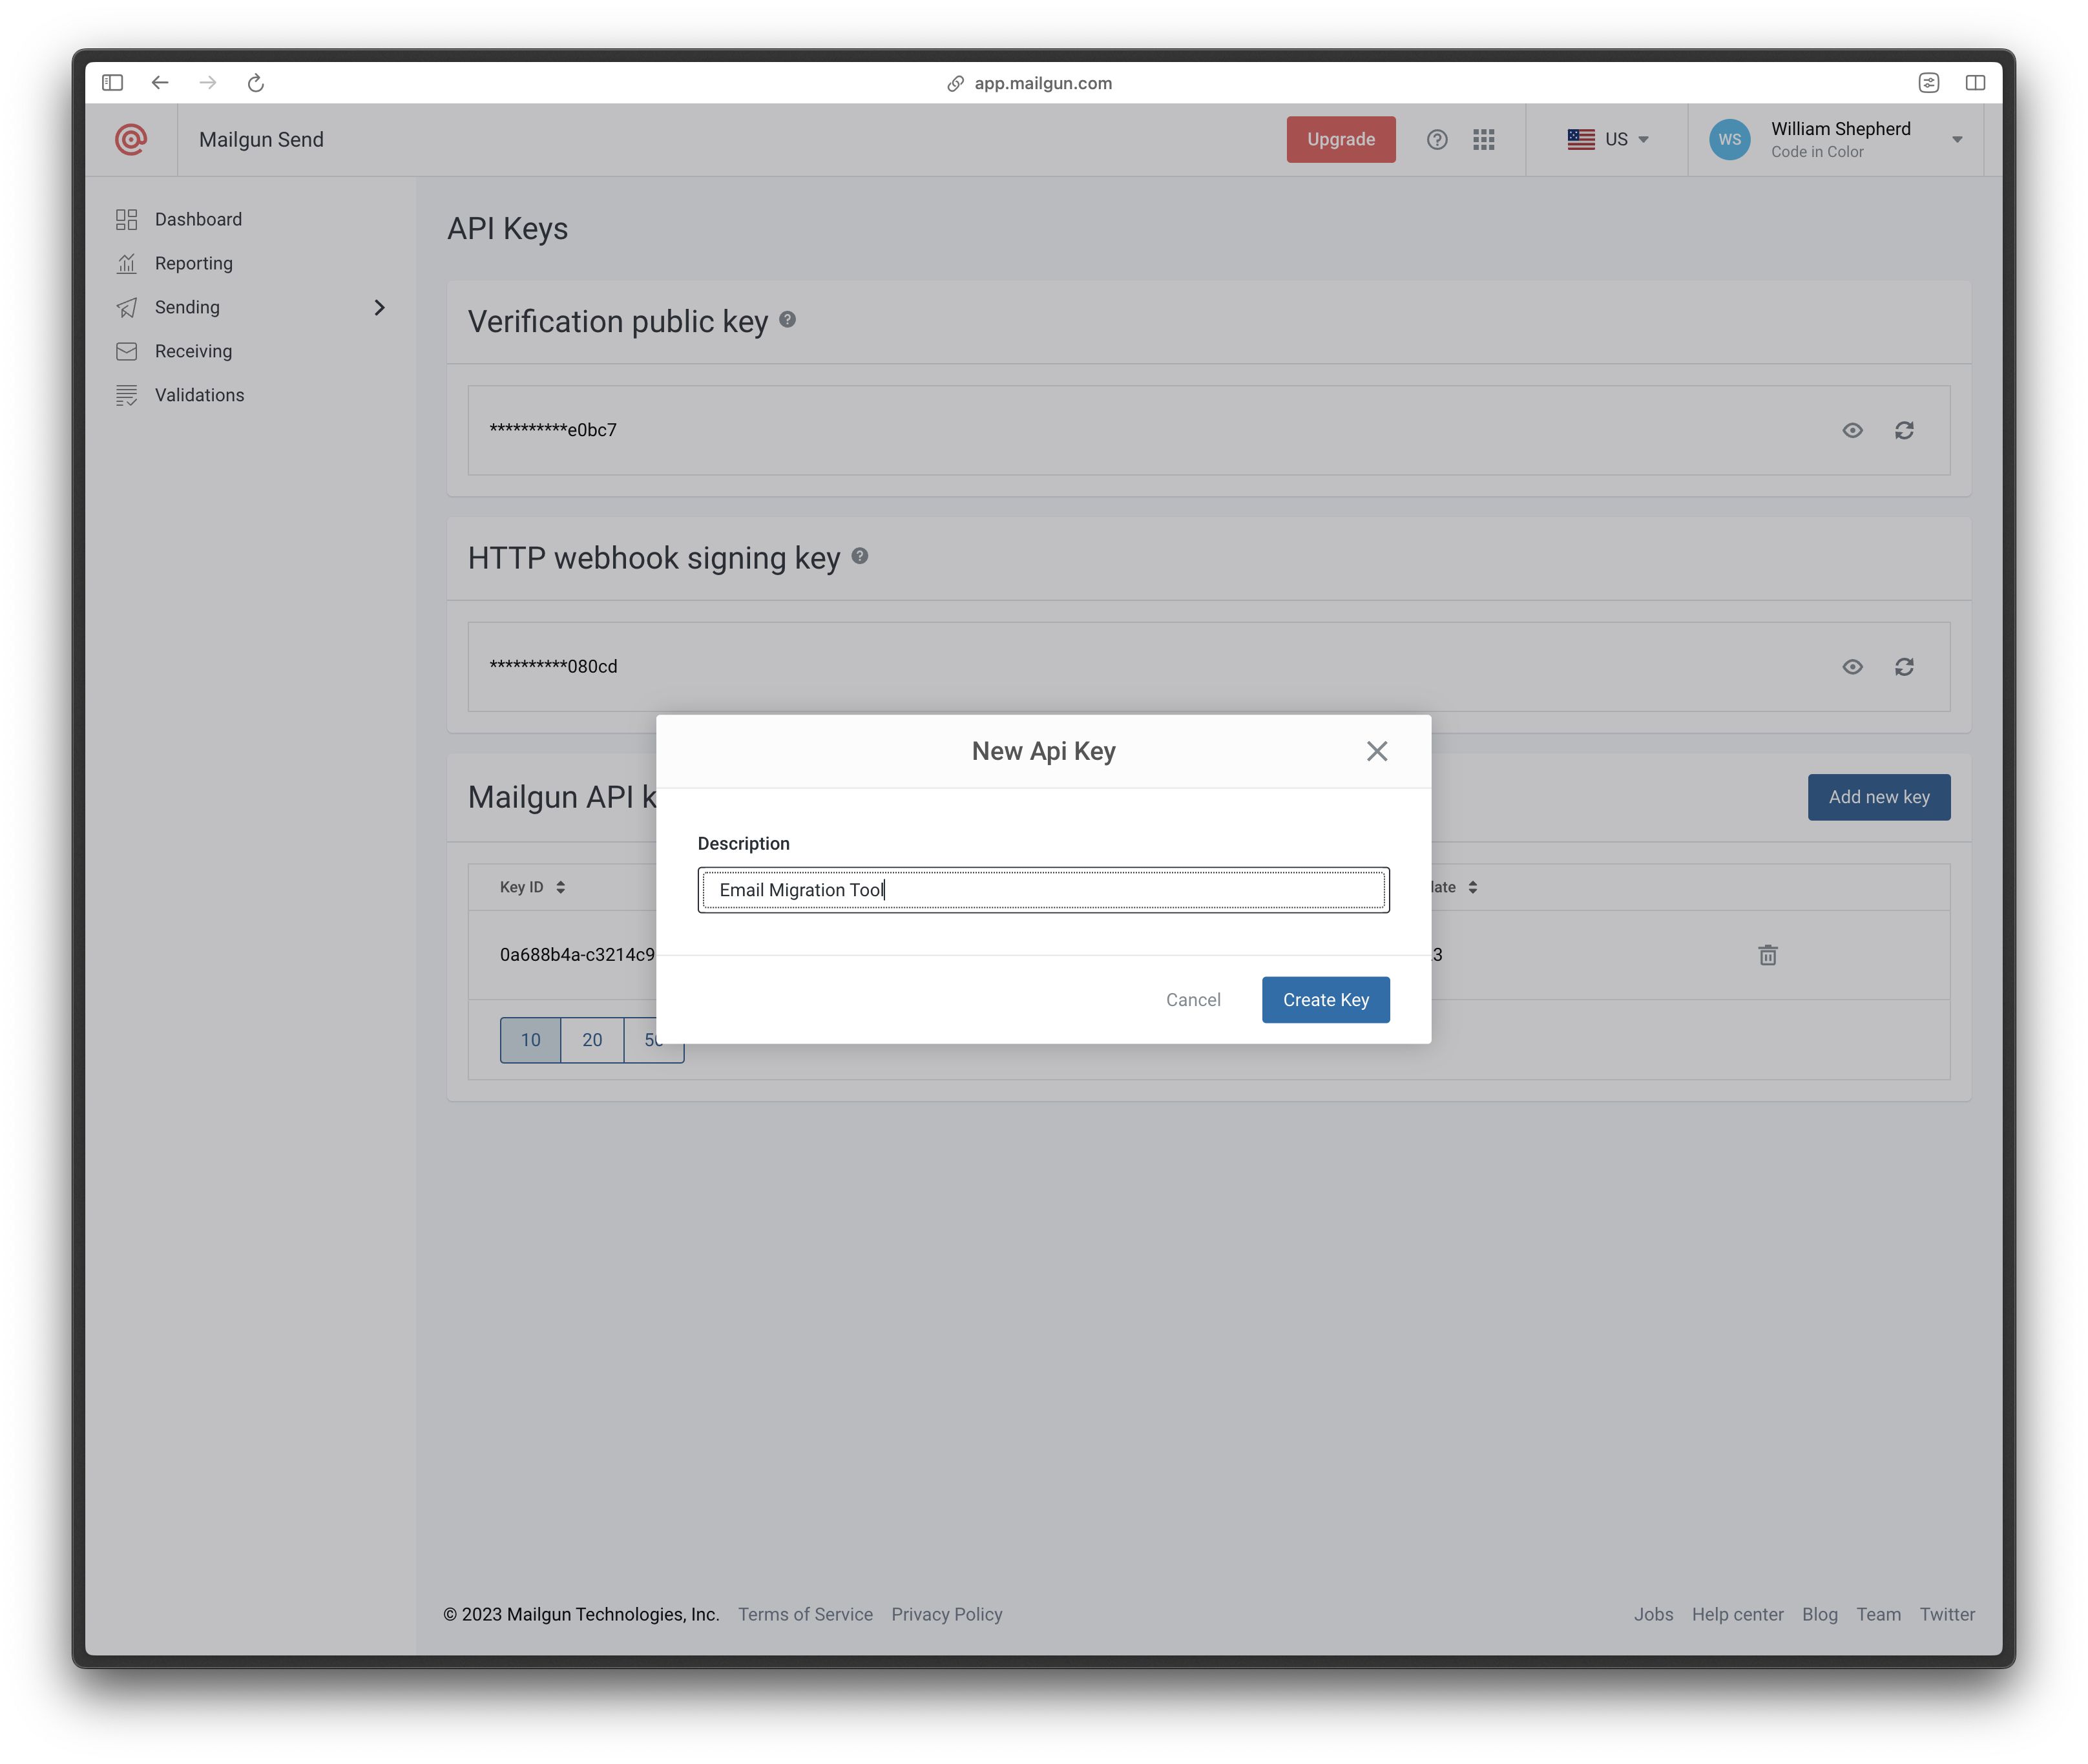 app.mailgun.com
Mailgun Send
Upgrade
US
WS
William Shepherd
Code in Color
Dashboard
Reporting
Sending
Receiving
Validations
API Keys
Verification public key
**********e0bc7
HTTP webhook signing key
**********080cd
Mailgun API k
Add new key
New Api Key
Description
Email Migration Tool
Cancel
Create Key
Key ID
late
0a688b4a-c3214c9
3
10 20
© 2023 Mailgun Technologies, Inc. Terms of Service Privacy Policy
Jobs Help center Blog Team Twitter